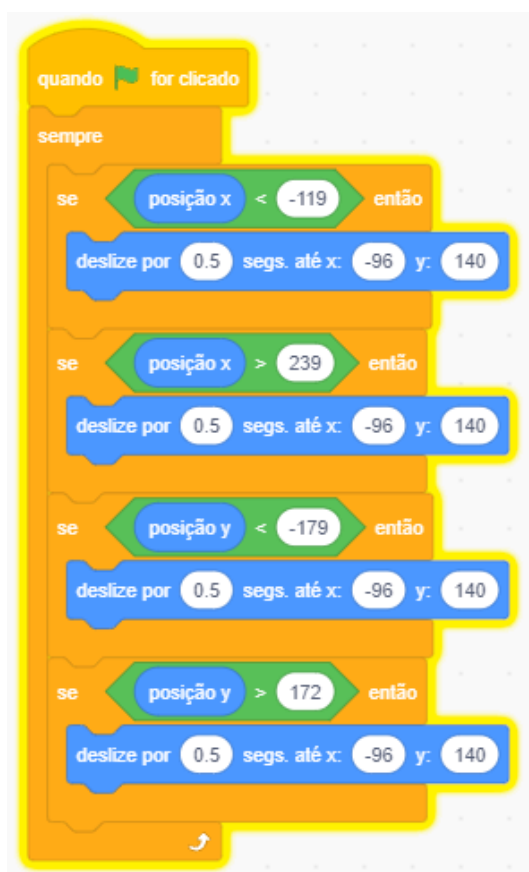 quando for clicado
sempre
se posição x < -119 então
deslize por 0.5 segs. até x: -96 y: 140
se posição x > 239 então
deslize por 0.5 segs. até x: -96 y: 140
se posição y < -179 então
deslize por 0.5 segs. até x: -96 y: 140
se posição y > 172 então
deslize por 0.5 segs. até x: -96 y: 140